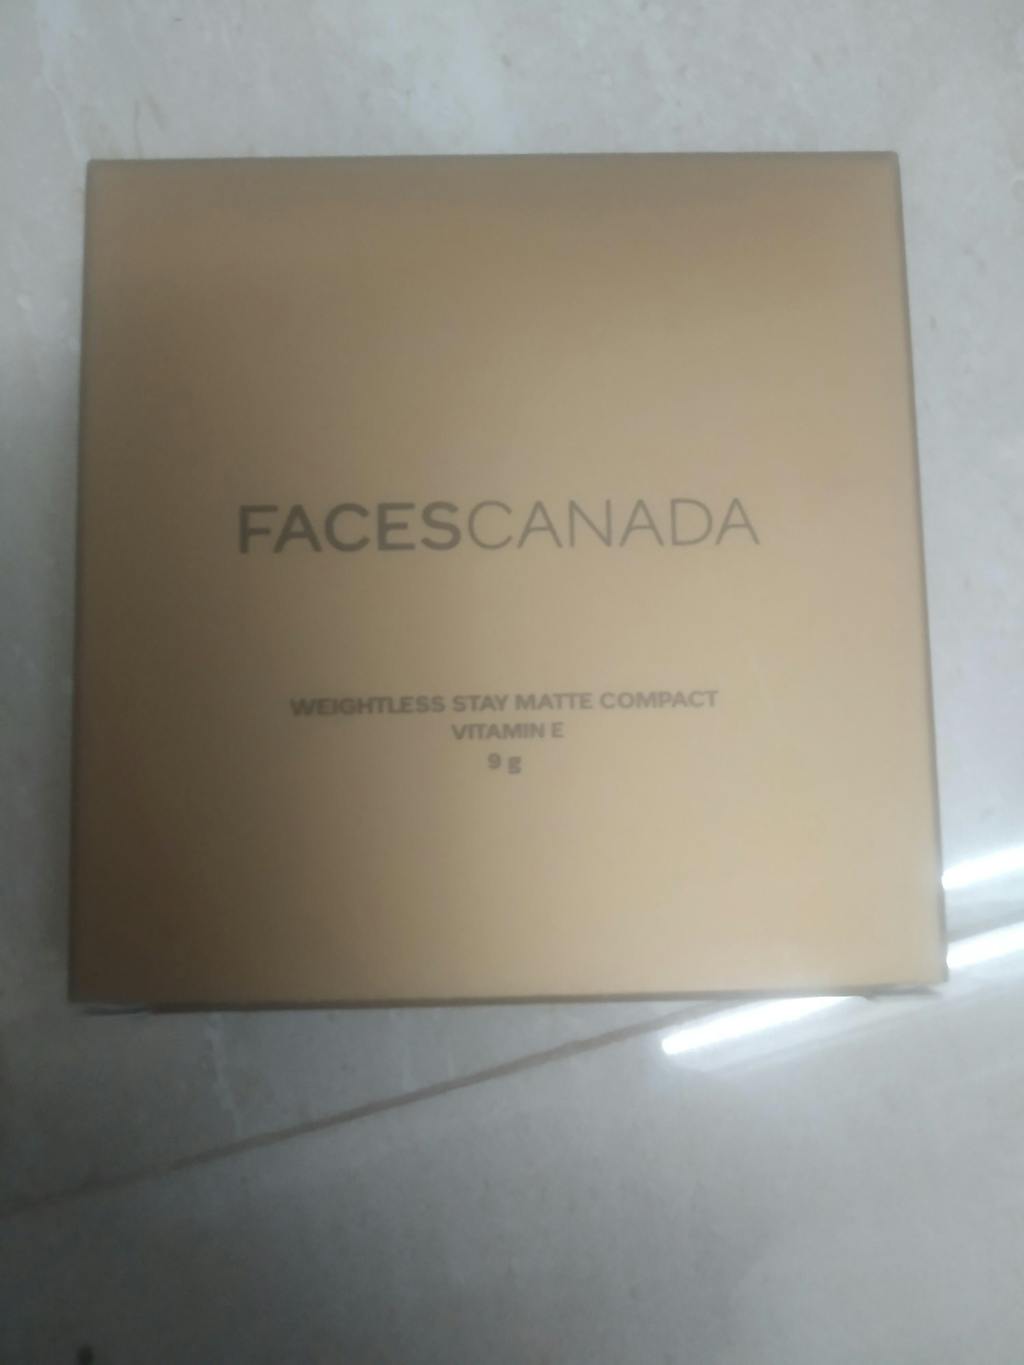 FACESCANADA
WEIGHTLESS STAY MATTE COMPACT
VITAMIN E
9 g